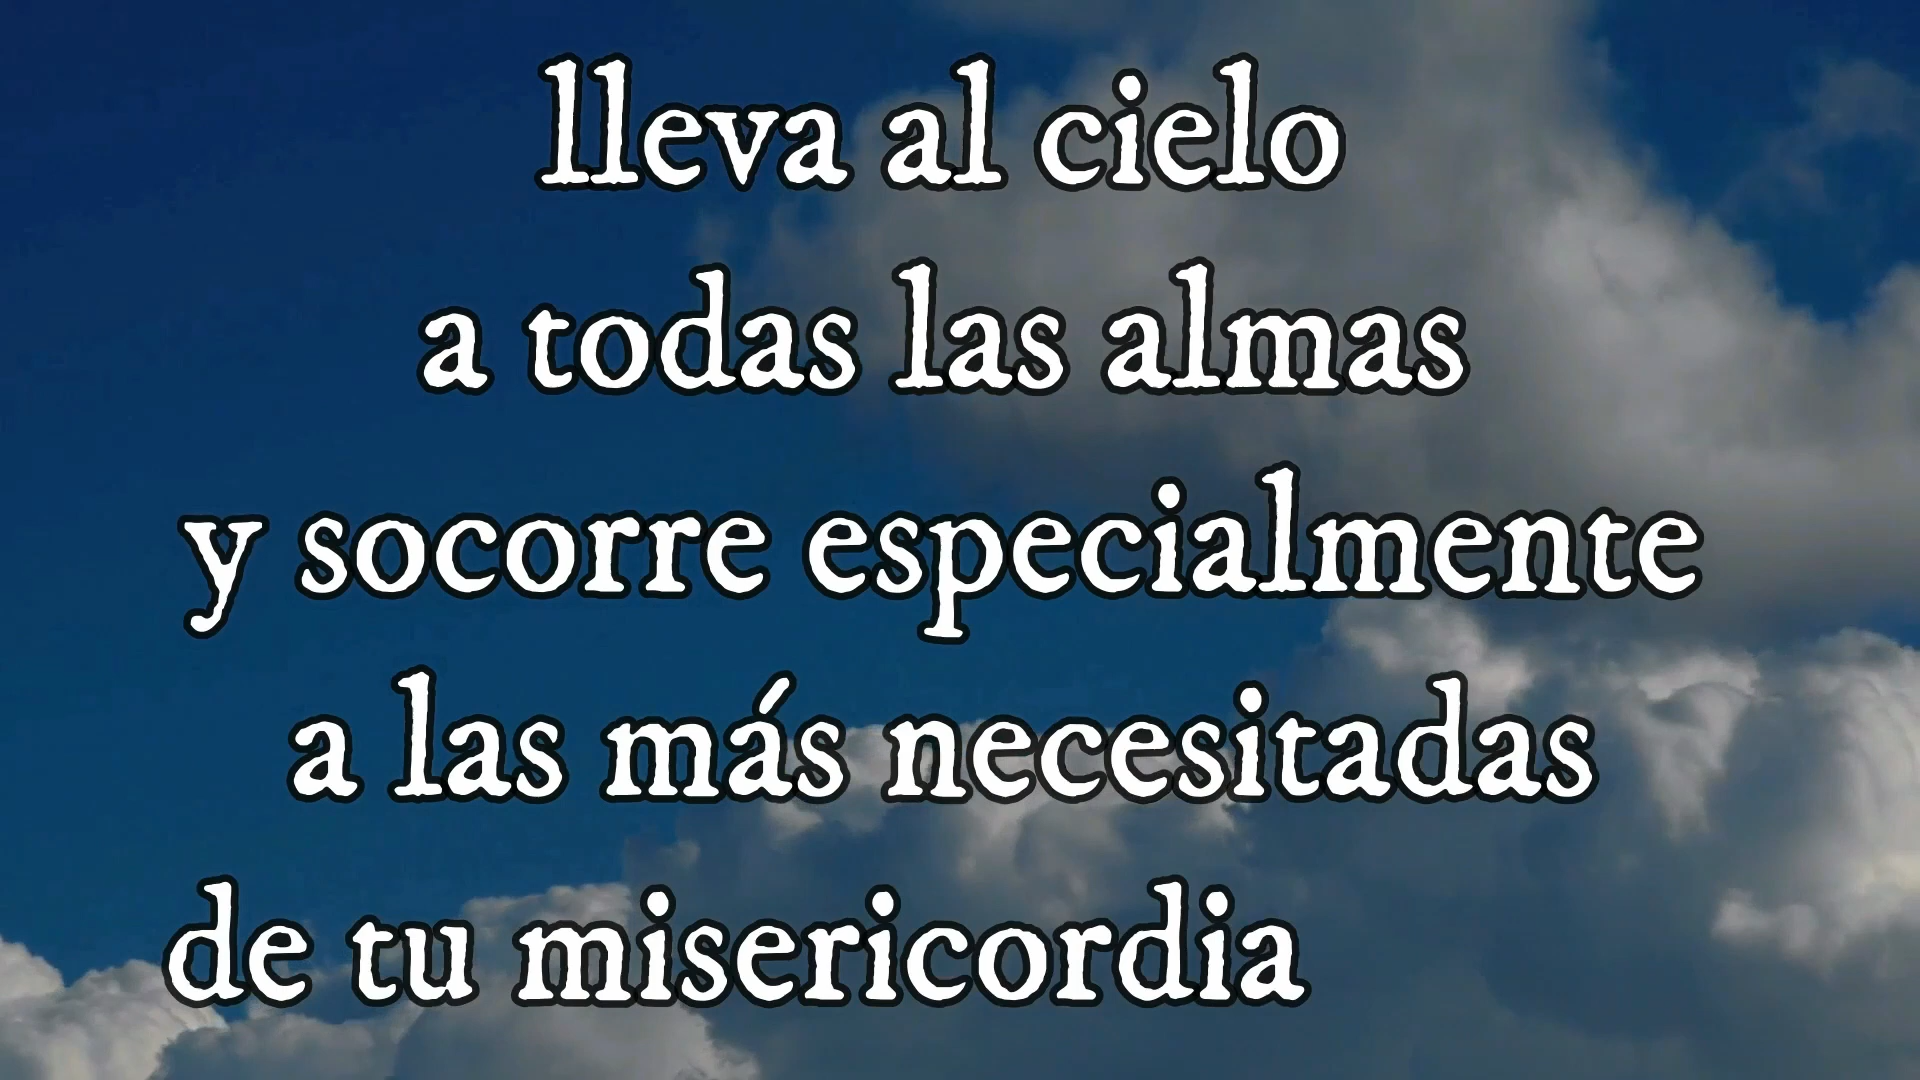 lleva al cielo
a todas las almas
y socorre especialmente
a las más necesitadas
de tu misericordia